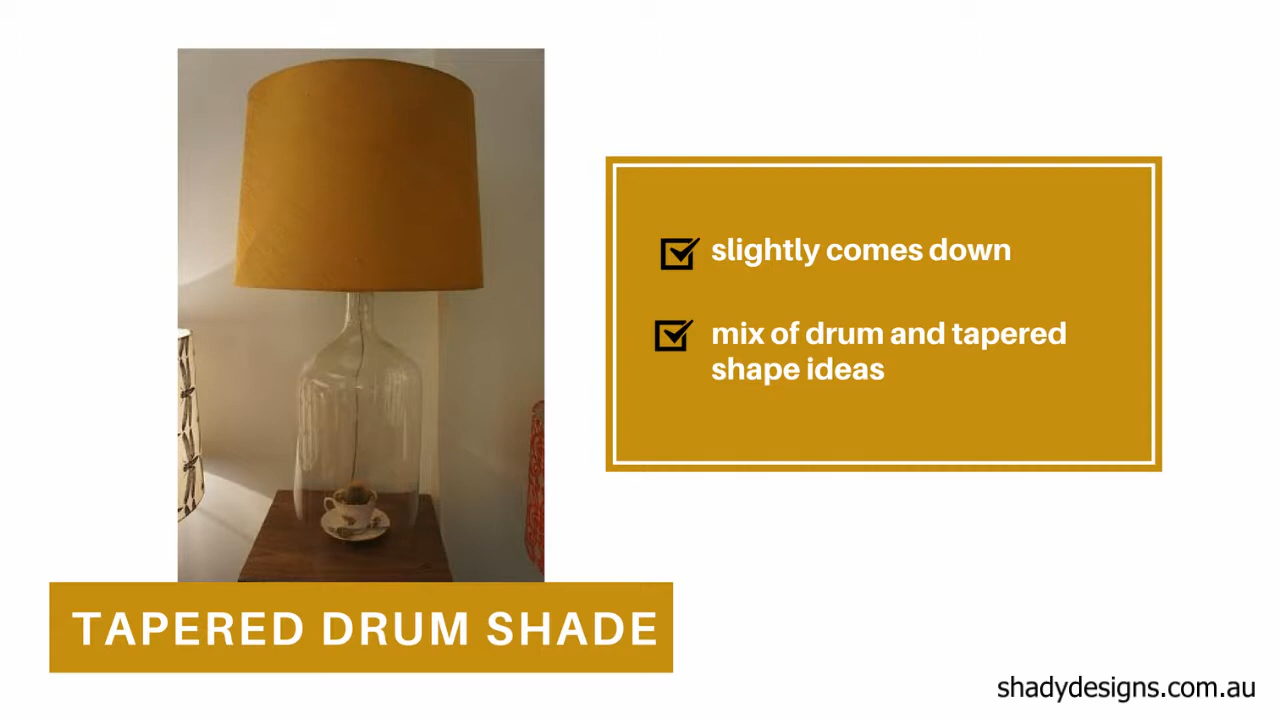 slightly comes down
mix of drum and tapered
shape ideas
TAPERED DRUM SHADE
shadydesigns.com.au